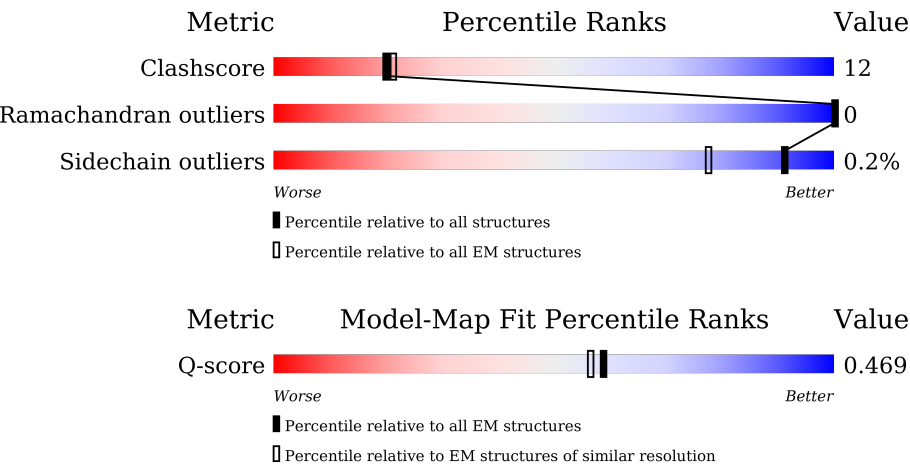 Metric Percentile Ranks Value
Clashscore 12
Ramachandran outliers 0
Sidechain outliers 0.2%
Worse Better
Percentile relative to all structures
Percentile relative to all EM structures
Metric Model-Map Fit Percentile Ranks Value
Q-score 0.469
Worse Better
Percentile relative to all EM structures
Percentile relative to EM structures of similar resolution